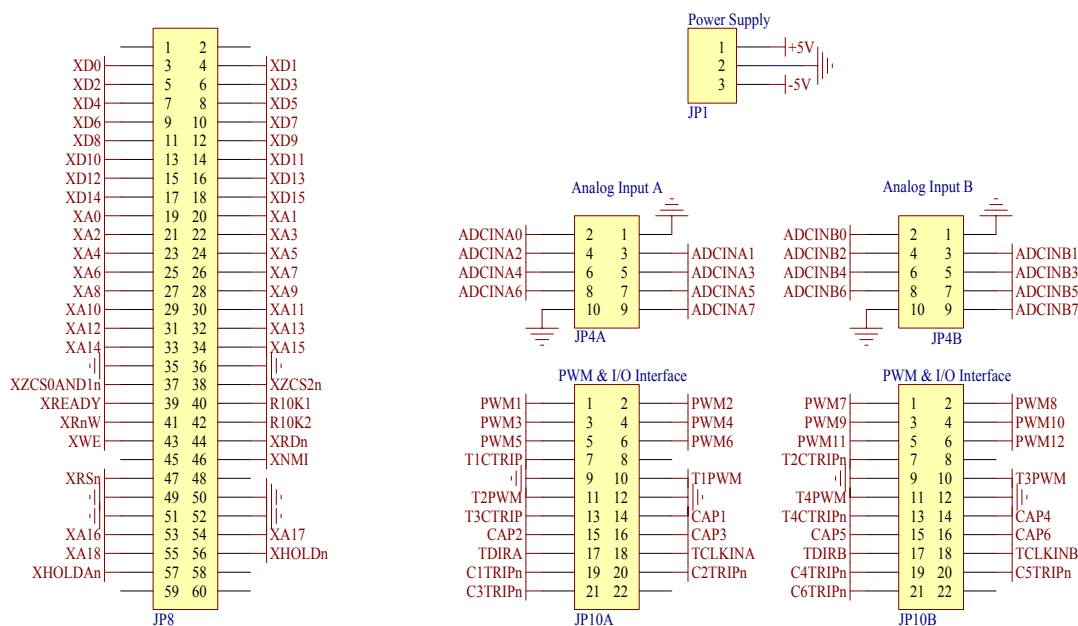 Power Supply
1 +5V
2
3 -5V
JP1
1 2
XD0 3 4 XD1
XD2 5 6 XD3
XD4 7 8 XD5
XD6 9 10 XD7
XD8 11 12 XD9
XD10 13 14 XD11
XD12 15 16 XD13
XD14 17 18 XD15
XA0 19 20 XA1
XA2 21 22 XA3
XA4 23 24 XA5
XA6 25 26 XA7
XA8 27 28 XA9
XA10 29 30 XA11
XA12 31 32 XA13
XA14 33 34 XA15
35 36
XZCS0AND1n 37 38 XZCS2n
XREADY 39 40 R10K1
XRnW 41 42 R10K2
XWE 43 44 XRDn
45 46 XNMI
XRSn 47 48
49 50
51 52
XA16 53 54 XA17
XA18 55 56 XHOLDn
XHOLDAn 57 58
59 60
JP8
Analog Input A
2 1
ADCINA0 4 3 ADCINA1
ADCINA2 6 5 ADCINA3
ADCINA4 8 7 ADCINA5
ADCINA6 10 9 ADCINA7
JP4A
Analog Input B
2 1
ADCINB0 4 3 ADCINB1
ADCINB2 6 5 ADCINB3
ADCINB4 8 7 ADCINB5
ADCINB6 10 9 ADCINB7
JP4B
PWM & I/O Interface
PWM1 1 2 PWM2
PWM3 3 4 PWM4
PWM5 5 6 PWM6
T1CTRIP 7 8
9 10 T1PWM
T2PWM 11 12
T3CTRIP 13 14 CAP1
CAP2 15 16 CAP3
TDIRA 17 18 TCLKINA
C1TRIPn 19 20 C2TRIPn
C3TRIPn 21 22
JP10A
PWM & I/O Interface
PWM7 1 2 PWM8
PWM9 3 4 PWM10
PWM11 5 6 PWM12
T2CTRIPn 7 8
9 10 T3PWM
T4PWM 11 12
T4CTRIPn 13 14 CAP4
CAP5 15 16 CAP6
TDIRB 17 18 TCLKINB
C4TRIPn 19 20 C5TRIPn
C6TRIPn 21 22
JP10B